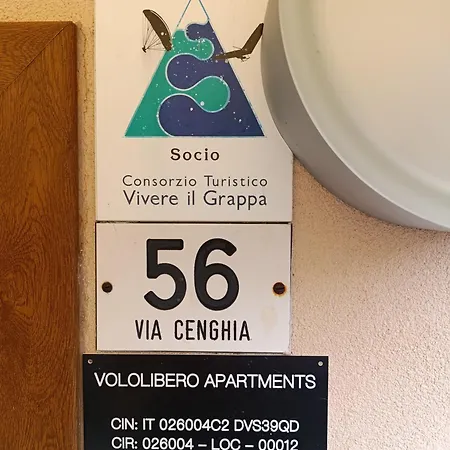 Socio
Consorzio Turistico
Vivere il Grappa
56
VIA CENGHIA
VOLOLIBERO APARTMENTS
CIN: IT 026004C2 DVS39QD
CIR: 026004 – LOC – 00012